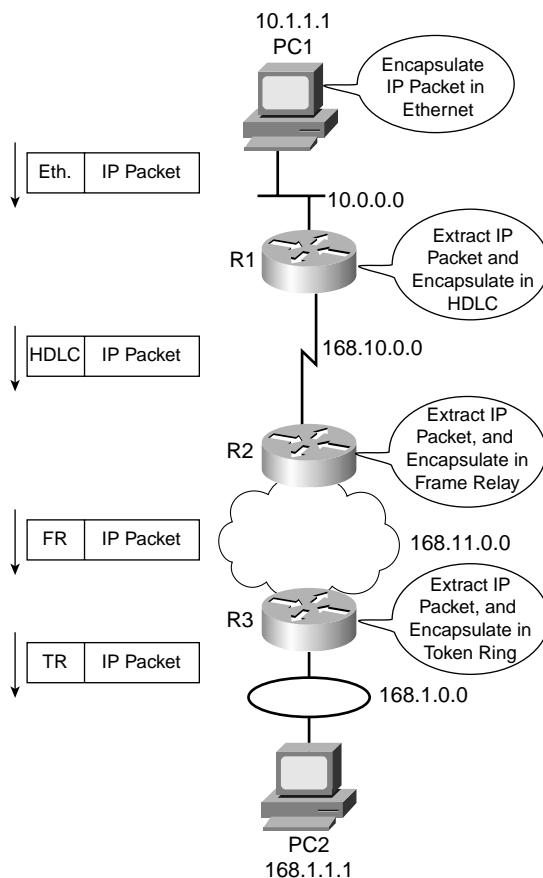 10.1.1.1
PC1
Encapsulate
IP Packet in
Ethernet
Eth.
IP Packet
10.0.0.0
R1
Extract IP
Packet and
Encapsulate in
HDLC
HDLC
IP Packet
168.10.0.0
R2
Extract IP
Packet, and
Encapsulate in
Frame Relay
FR
IP Packet
168.11.0.0
R3
Extract IP
Packet, and
Encapsulate in
Token Ring
TR
IP Packet
168.1.0.0
PC2
168.1.1.1